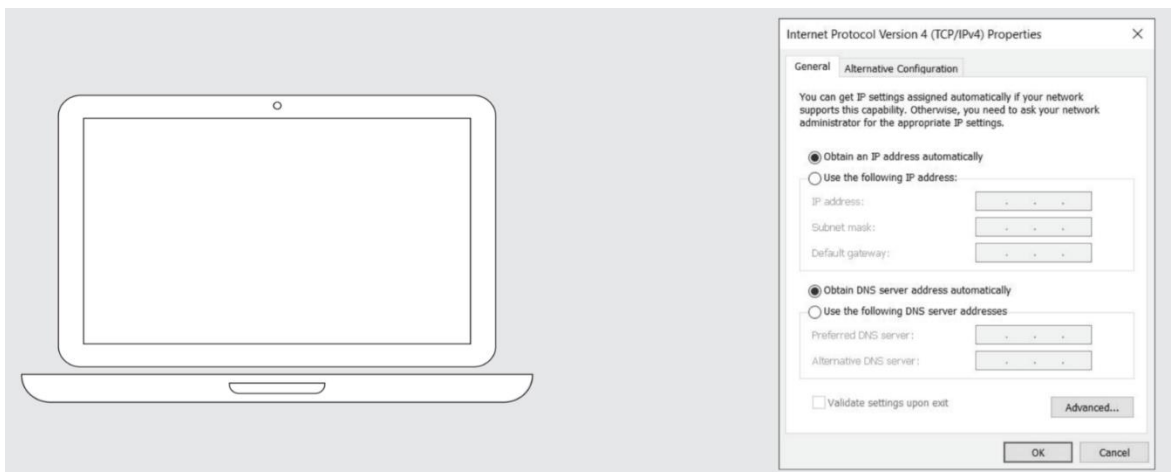 Internet Protocol Version 4 (TCP/IPv4) Properties
General
Alternative Configuration
You can get IP settings assigned automatically if your network
supports this capability. Otherwise, you need to ask your network
administrator for the appropriate IP settings.
Obtain an IP address automatically
Use the following IP address:
IP address:
Subnet mask:
Default gateway:
Obtain DNS server address automatically
Use the following DNS server addresses
Preferred DNS server:
Alternative DNS server:
Validate settings upon exit
Advanced...
OK
Cancel